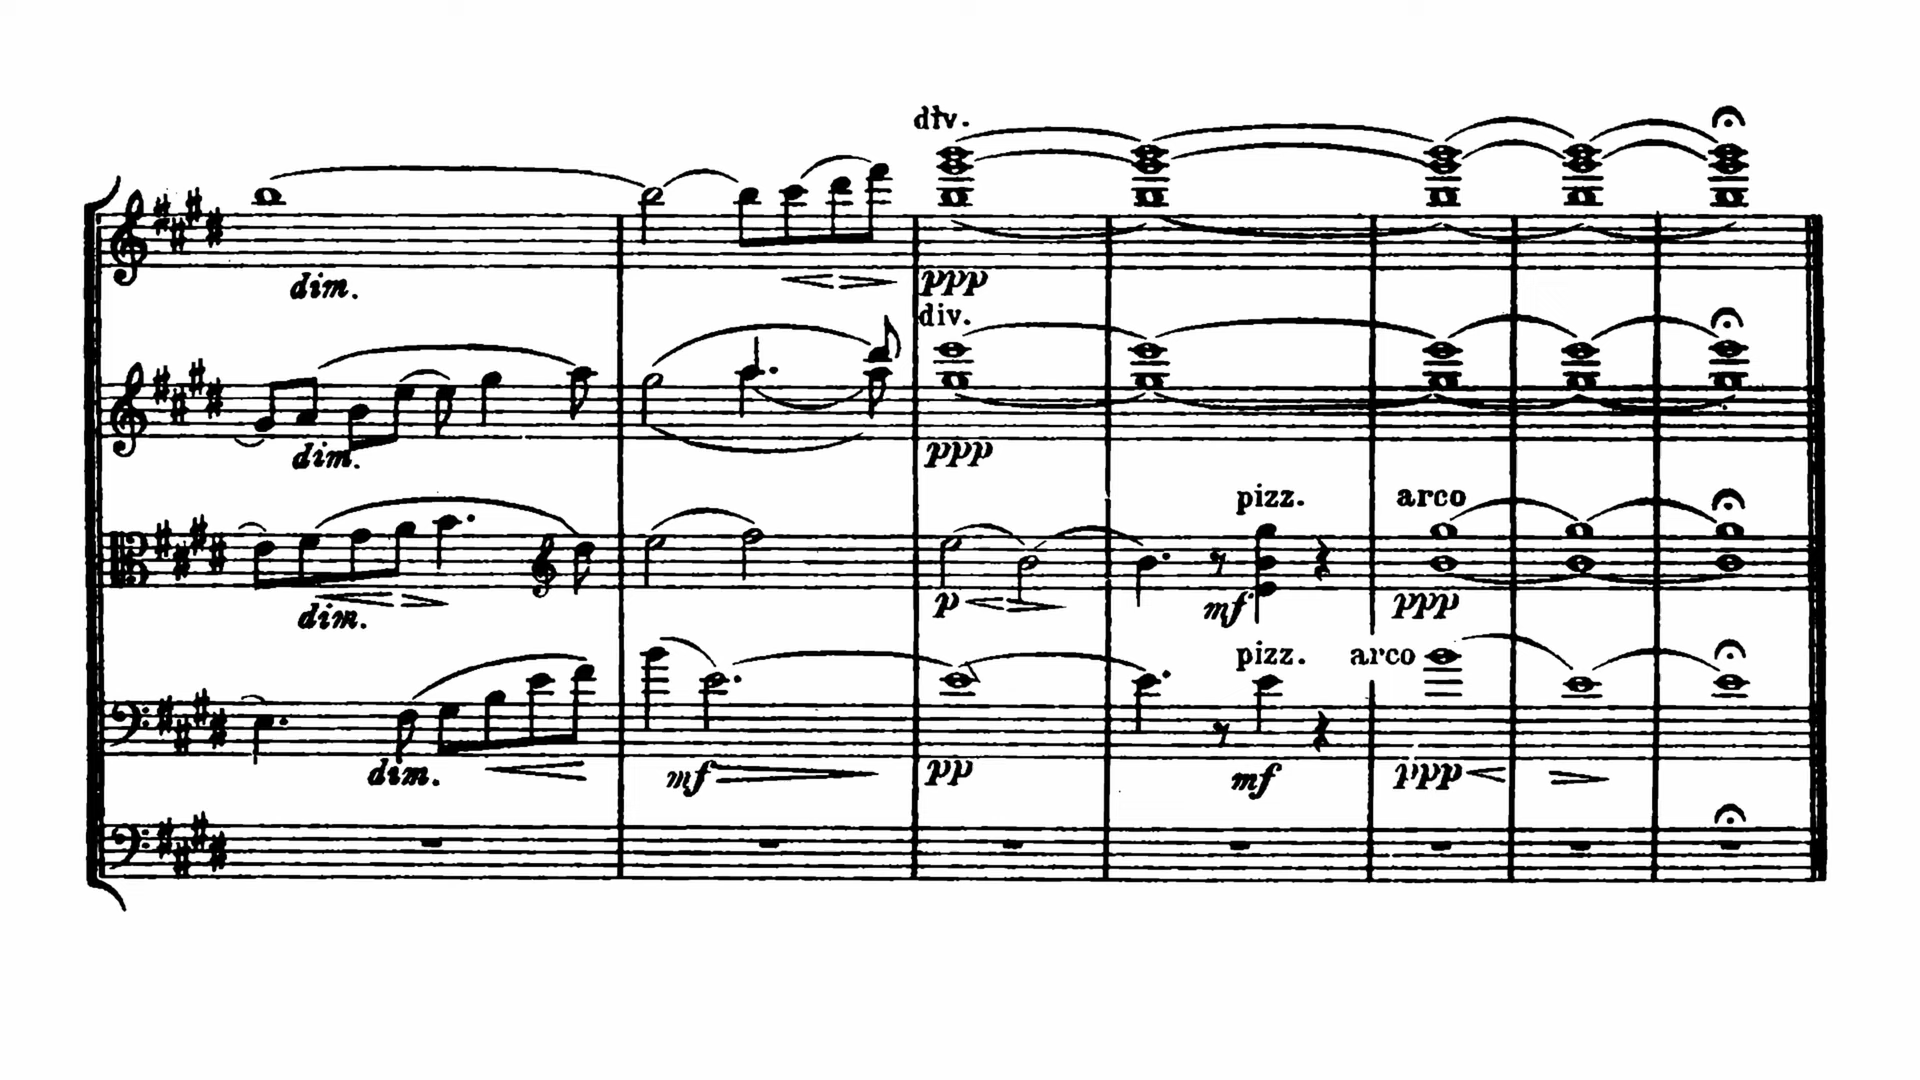 div.
dim.
ppp
div.
dim.
ppp
pizz. arco
dim.
p mf ppp
pizz. arco
dim. mf pp mf ppp